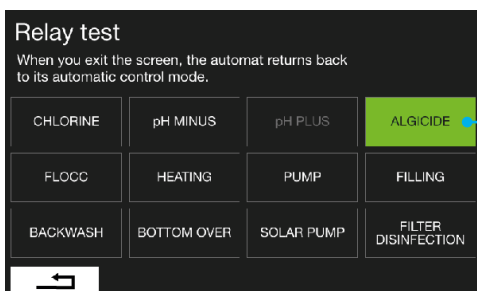 Relay test
When you exit the screen, the automat returns back
to its automatic control mode.
CHLORINE
pH MINUS
pH PLUS
ALGICIDE
FLOCC
HEATING
PUMP
FILLING
BACKWASH
BOTTOM OVER
SOLAR PUMP
FILTER
DISINFECTION